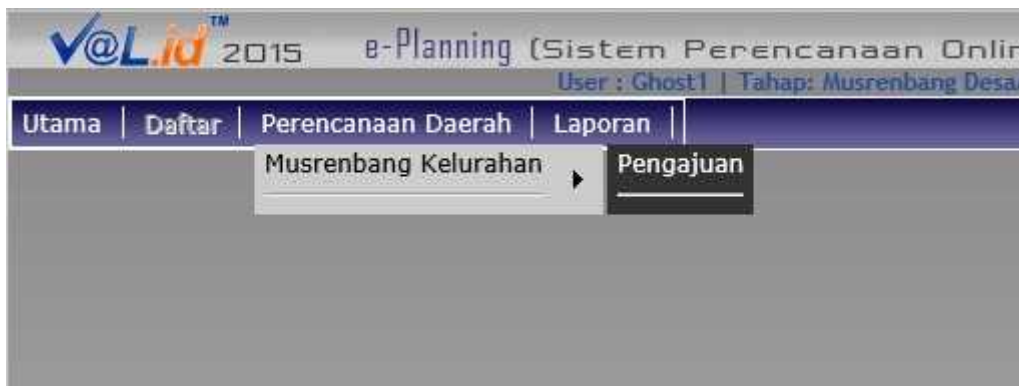 V@L.id™ 2015 e-Planning (Sistem Perencanaan Onlin
User : Ghost1 | Tahap: Musrenbang Desa/
Utama | Daftar | Perencanaan Daerah | Laporan |
Musrenbang Kelurahan Pengajuan